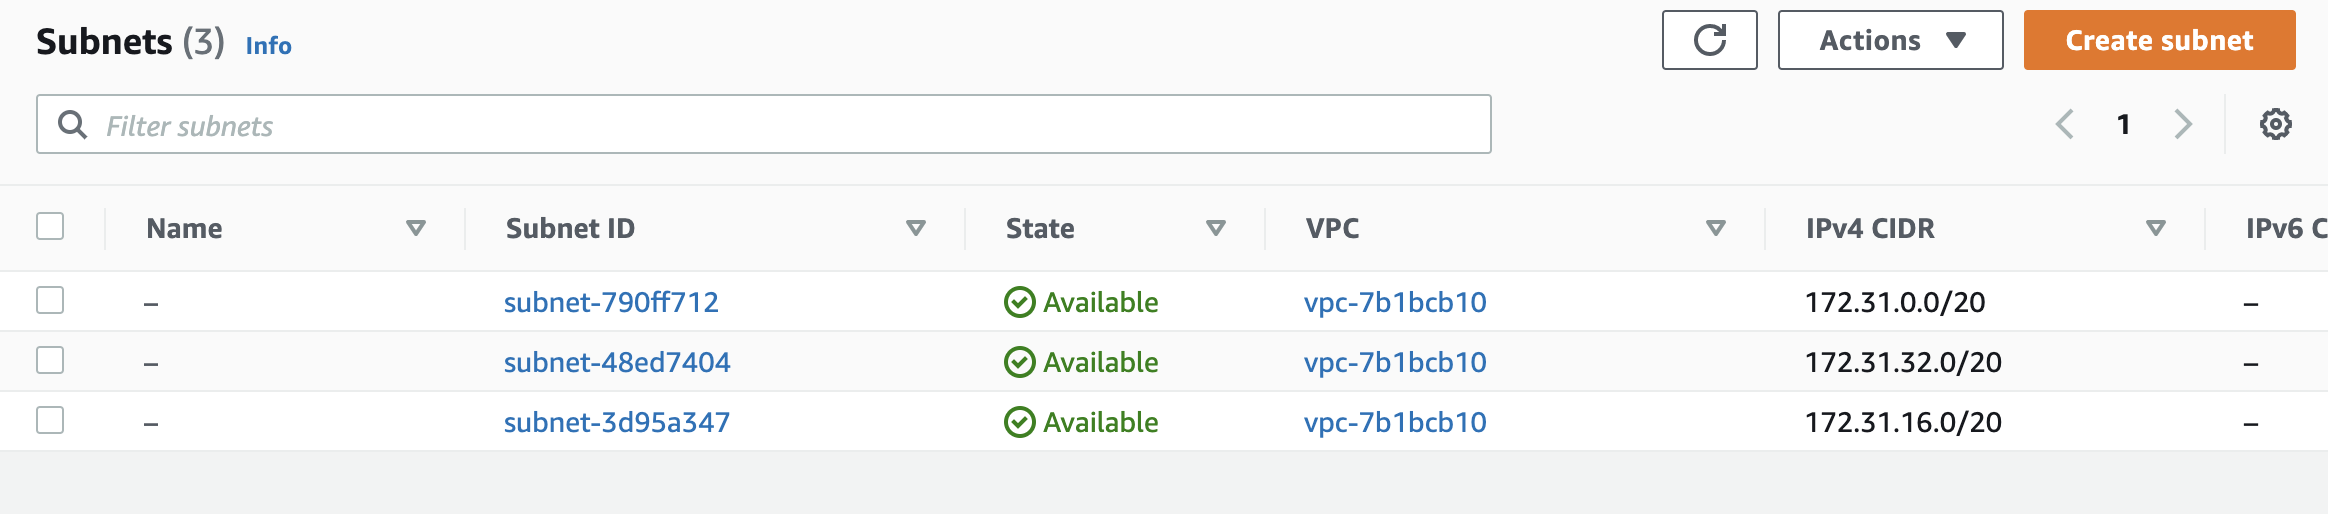 Subnets (3) Info
Actions
Create subnet
Filter subnets
1
Name Subnet ID State VPC IPv4 CIDR IPv6 C
– subnet-790ff712 Available vpc-7b1bcb10 172.31.0.0/20 –
– subnet-48ed7404 Available vpc-7b1bcb10 172.31.32.0/20 –
– subnet-3d95a347 Available vpc-7b1bcb10 172.31.16.0/20 –